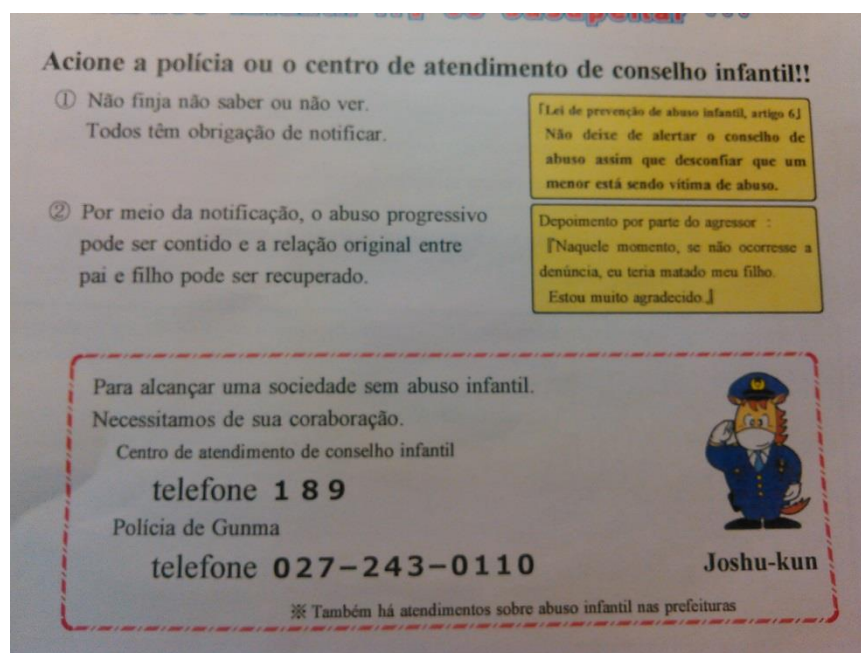 Acione a polícia ou o centro de atendimento de conselho infantil!!
① Não finja não saber ou não ver.
Todos têm obrigação de notificar.
『Lei de prevenção de abuso infantil, artigo 6』
Não deixe de alertar o conselho de
abuso assim que desconfiar que um
menor está sendo vítima de abuso.
② Por meio da notificação, o abuso progressivo
pode ser contido e a relação original entre
pai e filho pode ser recuperado.
Depoimento por parte do agressor :
『Naquele momento, se não ocorresse a
denúncia, eu teria matado meu filho.
Estou muito agradecido.』
Para alcançar uma sociedade sem abuso infantil.
Necessitamos de sua coraboração.
Centro de atendimento de conselho infantil
telefone 1 8 9
Polícia de Gunma
telefone 027-243-0110
Joshu-kun
※ Também há atendimentos sobre abuso infantil nas prefeituras